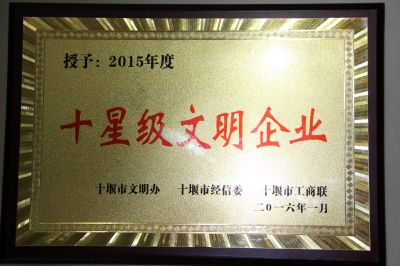 授予：2015年度
十星级文明企业
十堰市文明办 十堰市经信委 十堰市工商联
二〇一六年一月